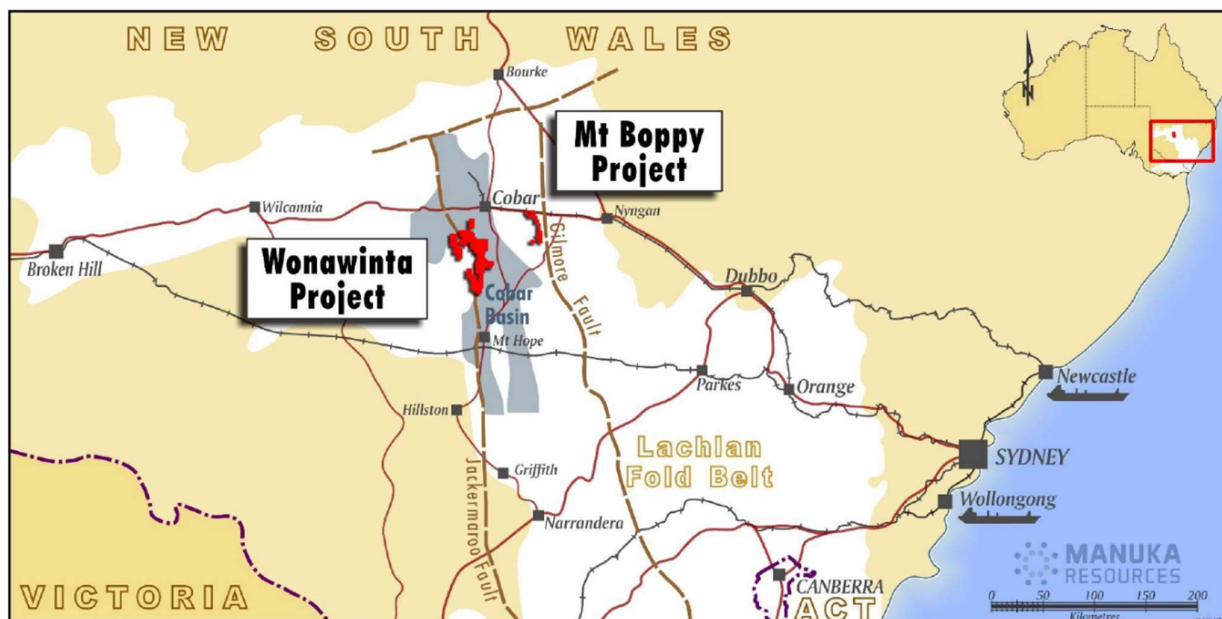 NEW SOUTH WALES
Bourke
N
Mt Boppy
Project
Cobar
Wilcannia
Nyngan
Broken Hill
Wonawinta
Project
Gilmore Fault
Cobar
Basin
Dubbo
Mt Hope
Parkes
Orange
Newcastle
Hillston
Lachlan
Fold Belt
SYDNEY
Griffith
Jackermaroo Fault
Wollongong
Narrandera
MANUKA
RESOURCES
CANBERRA
ACT
VICTORIA
0 50 100 150 200
Kilometres